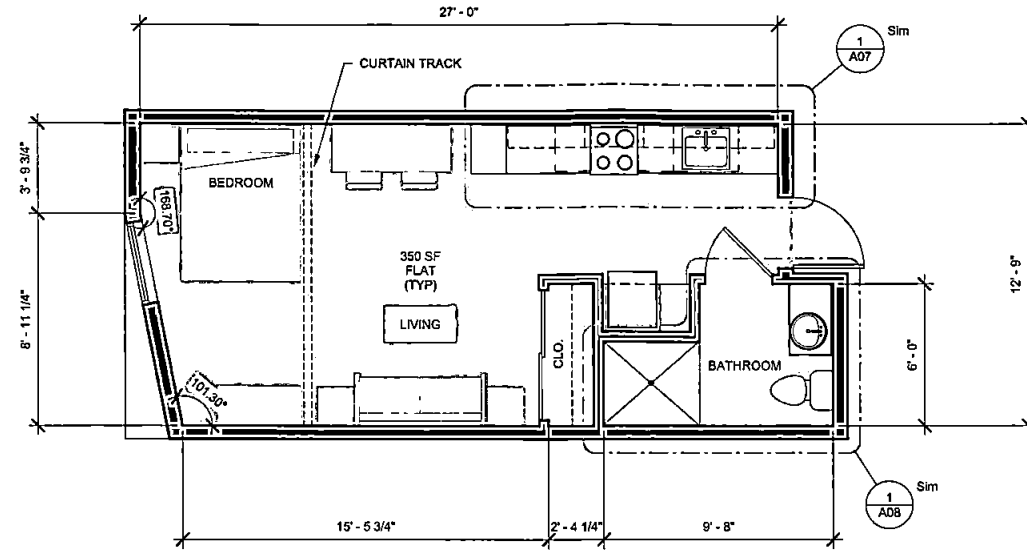 27' - 0"
1
A07
Sim
CURTAIN TRACK
3' - 9 3/4"
BEDROOM
168.70°
350 SF
FLAT
(TYP)
12' - 9"
8' - 11 1/4"
LIVING
CLO.
BATHROOM
6' - 0"
101.30°
1
A08
Sim
15' - 5 3/4"
2' - 4 1/4"
9' - 8"